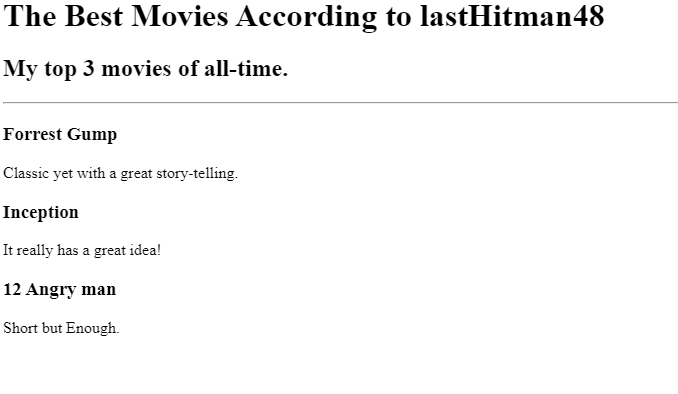 The Best Movies According to lastHitman48
My top 3 movies of all-time.
Forrest Gump
Classic yet with a great story-telling.
Inception
It really has a great idea!
12 Angry man
Short but Enough.